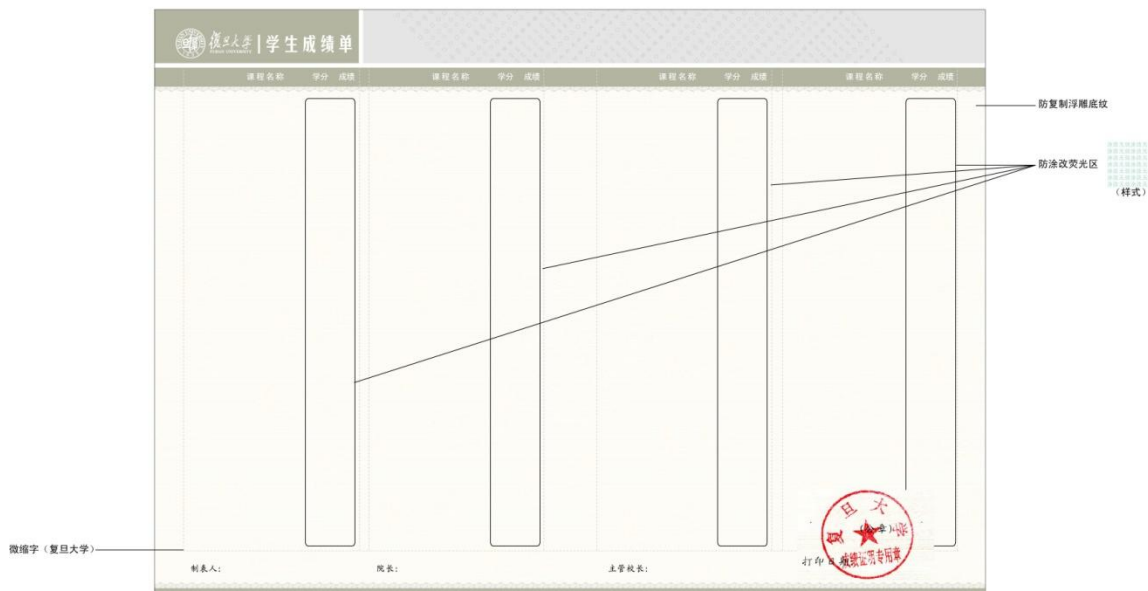 復旦大学 学生成绩单
课程名称 学分 成绩 课程名称 学分 成绩 课程名称 学分 成绩 课程名称 学分 成绩
防复制浮雕底纹
防涂改荧光区
(样式)
复旦大学
(公章)
成绩证明专用章
微缩字(复旦大学)
制表人: 院长: 主管校长: 打印日期: